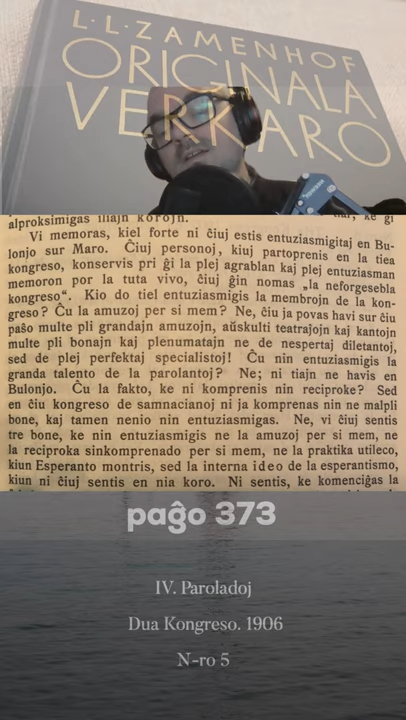 L·L·ZAMENHOF
ORIGINALA
VERKARO
alproksimigas iliajn korojn.
ke ĝi
Vi memoras, kiel forte ni ĉiuj estis entuziasmigitaj en Bu-
lonjo sur Maro. Ĉiuj personoj, kiuj partoprenis en la tiea
kongreso, konservis pri ĝi la plej agrablan kaj plej entuziasman
memoron por la tuta vivo, ĉiuj ĝin nomas „la neforgesebla
kongreso“. Kio do tiel entuziasmigis la membrojn de la kon-
greso? Ĉu la amuzoj per si mem? Ne, ĉiu ja povas havi sur ĉiu
paŝo multe pli grandajn amuzojn, aŭskulti teatraĵojn kaj kantojn
multe pli bonajn kaj plenumatajn ne de nespertaj diletantoj,
sed de plej perfektaj specialistoj! Ĉu nin entuziasmigis la
granda talento de la parolantoj? Ne; ni tiajn ne havis en
Bulonjo. Ĉu la fakto, ke ni komprenis nin reciproke? Sed
en ĉiu kongreso de samnacianoj ni ja komprenas nin ne malpli
bone, kaj tamen nenio nin entuziasmigas. Ne, vi ĉiuj sentis
tre bone, ke nin entuziasmigis ne la amuzoj per si mem, ne
la reciproka sinkomprenado per si mem, ne la praktika utileco,
kiun Esperanto montris, sed la interna ideo de la esperantismo,
kiun ni ĉiuj sentis en nia koro. Ni sentis, ke komenciĝas la
paĝo 373
IV. Paroladoj
Dua Kongreso. 1906
N-ro 5